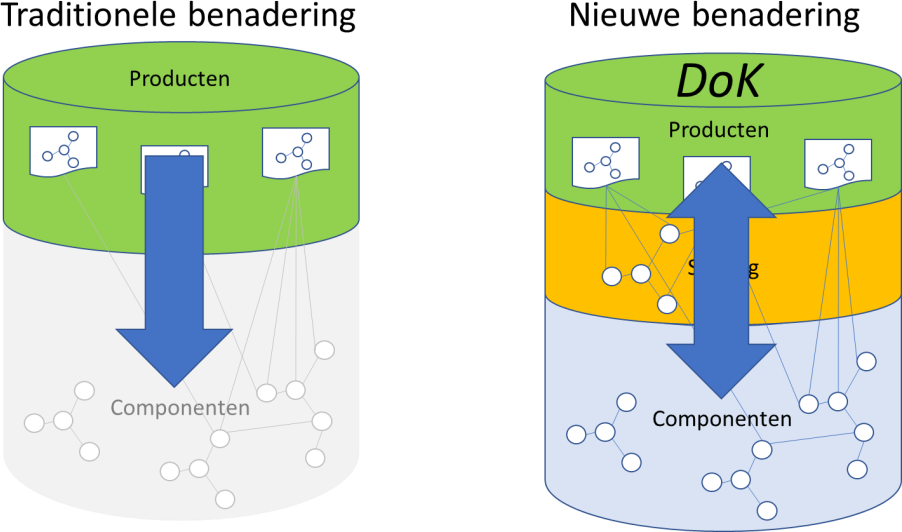 Traditionele benadering
Producten
Componenten
Nieuwe benadering
DoK
Producten
Componenten